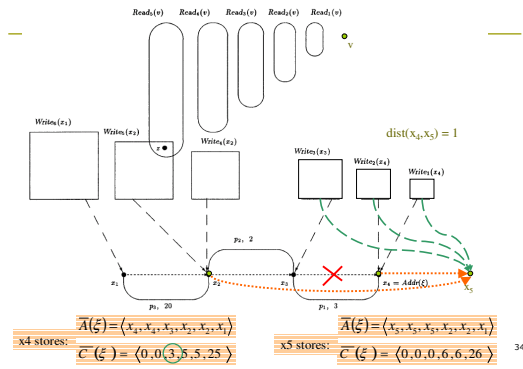 Read₅(v) Read₄(v) Read₃(v) Read₂(v) Read₁(v)
v
dist(x₄,x₅) = 1
Write₆(x₁)
Write₅(x₂)
Write₄(x₂)
Write₃(x₃)
Write₂(x₄)
Write₁(x₄)
s
p₂, 2
x₁
x₂
x₃
x₄ = Addr(ξ)
x₅
p₃, 20
p₁, 3
x4 stores:
A̅(ξ) = ⟨x₄, x₄, x₃, x₂, x₂, x₁⟩
C̅(ξ) = ⟨0,0,3,5,5,25⟩
x5 stores:
A̅(ξ) = ⟨x₅, x₅, x₅, x₂, x₂, x₁⟩
C̅(ξ) = ⟨0,0,0,6,6,26⟩
34